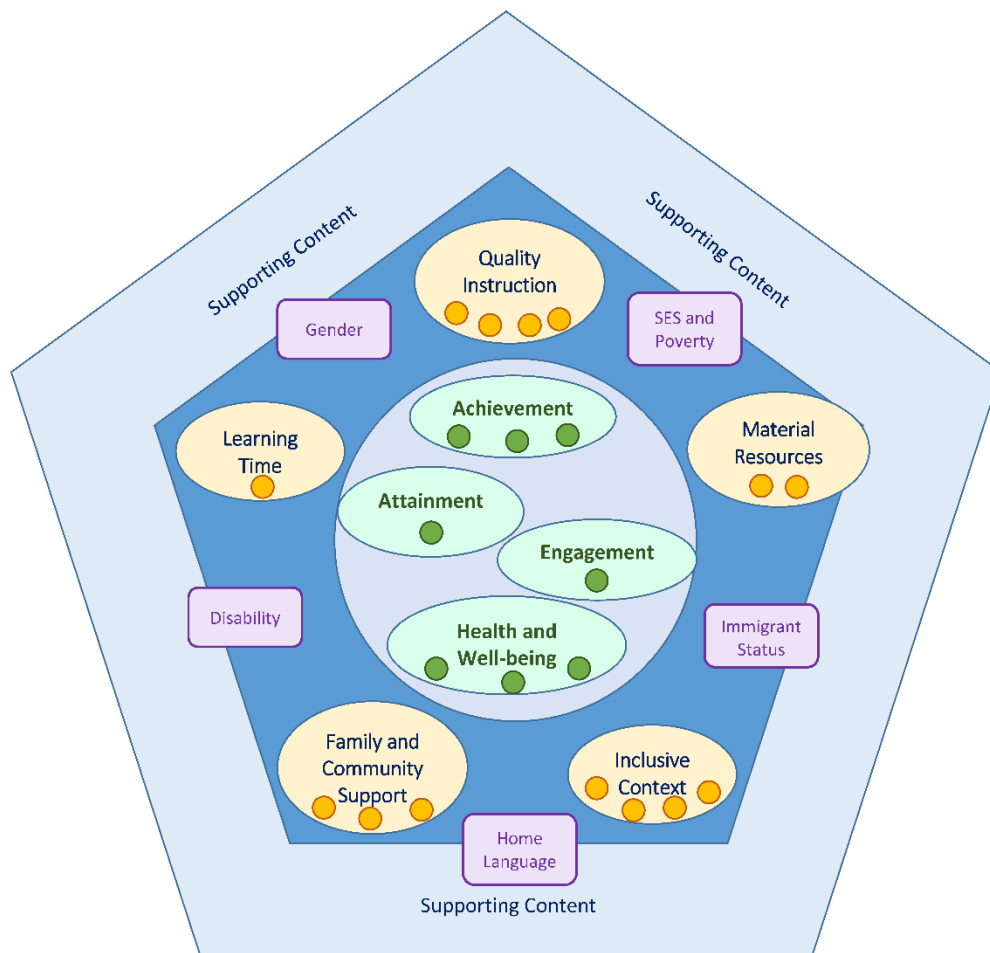 Supporting Content
Supporting Content
Quality
Instruction
Gender
SES and
Poverty
Achievement
Learning
Time
Material
Resources
Attainment
Engagement
Disability
Immigrant
Status
Health and
Well-being
Family and
Community
Support
Inclusive
Context
Home
Language
Supporting Content